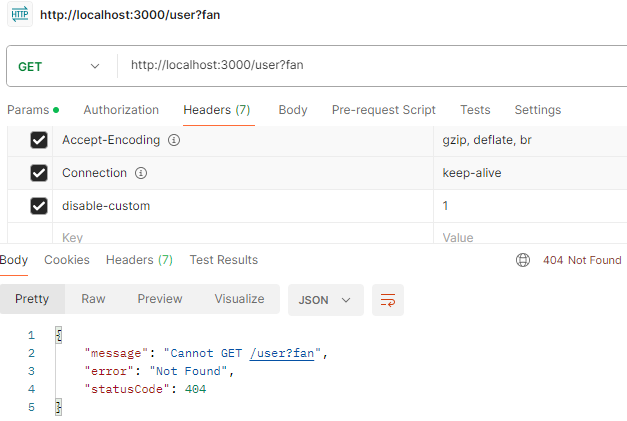 HTTP http://localhost:3000/user?fan
GET http://localhost:3000/user?fan
Params Authorization Headers (7) Body Pre-request Script Tests Settings
Accept-Encoding gzip, deflate, br
Connection keep-alive
disable-custom 1
Key Value
Body Cookies Headers (7) Test Results 404 Not Found
Pretty Raw Preview Visualize JSON
1 {
2 "message": "Cannot GET /user?fan",
3 "error": "Not Found",
4 "statusCode": 404
5 }